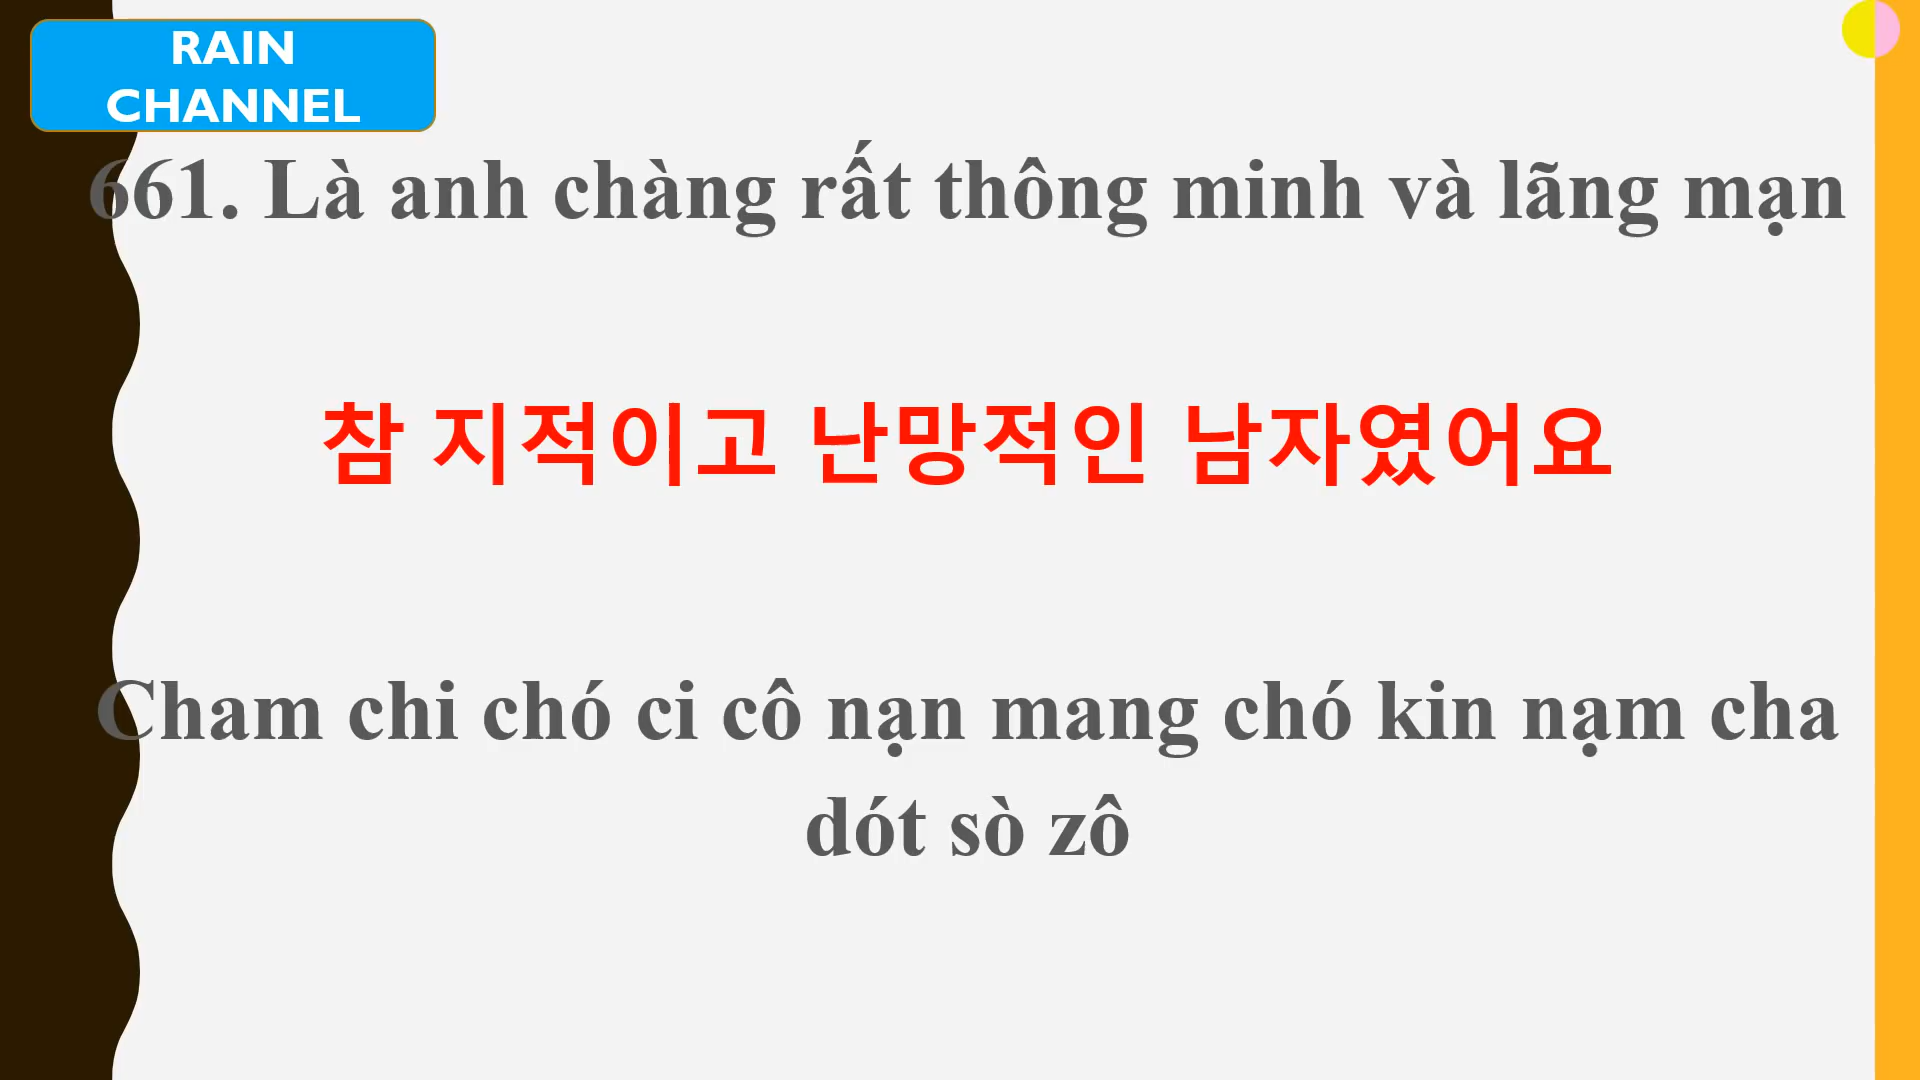 RAIN
CHANNEL
661. Là anh chàng rất thông minh và lãng mạn
참 지적이고 난망적인 남자였어요
Cham chi chó ci cô nạn mang chó kin nạm cha
dót sò zô